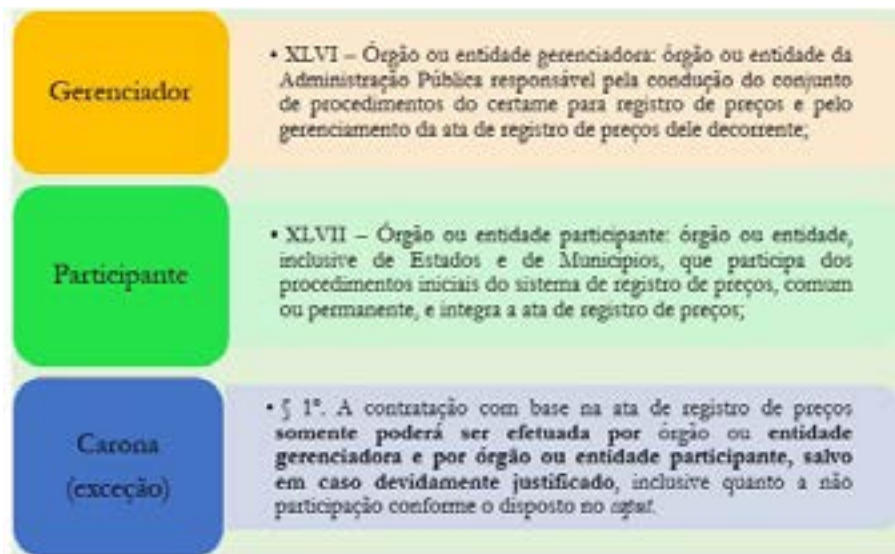 Gerenciador
• XLVI – Órgão ou entidade gerenciadora: órgão ou entidade da
Administração Pública responsável pela condução do conjunto
de procedimentos do certame para registro de preços e pelo
gerenciamento da ata de registro de preços dele decorrente;
Participante
• XLVII – Órgão ou entidade participante: órgão ou entidade,
inclusive de Estados e de Municípios, que participa dos
procedimentos iniciais do sistema de registro de preços, comum
ou permanente, e integra a ata de registro de preços;
Carona
(exceção)
• § 1º. A contratação com base na ata de registro de preços
somente poderá ser efetuada por órgão ou entidade
gerenciadora e por órgão ou entidade participante, salvo
em caso devidamente justificado, inclusive quanto a não
participação conforme o disposto no caput.